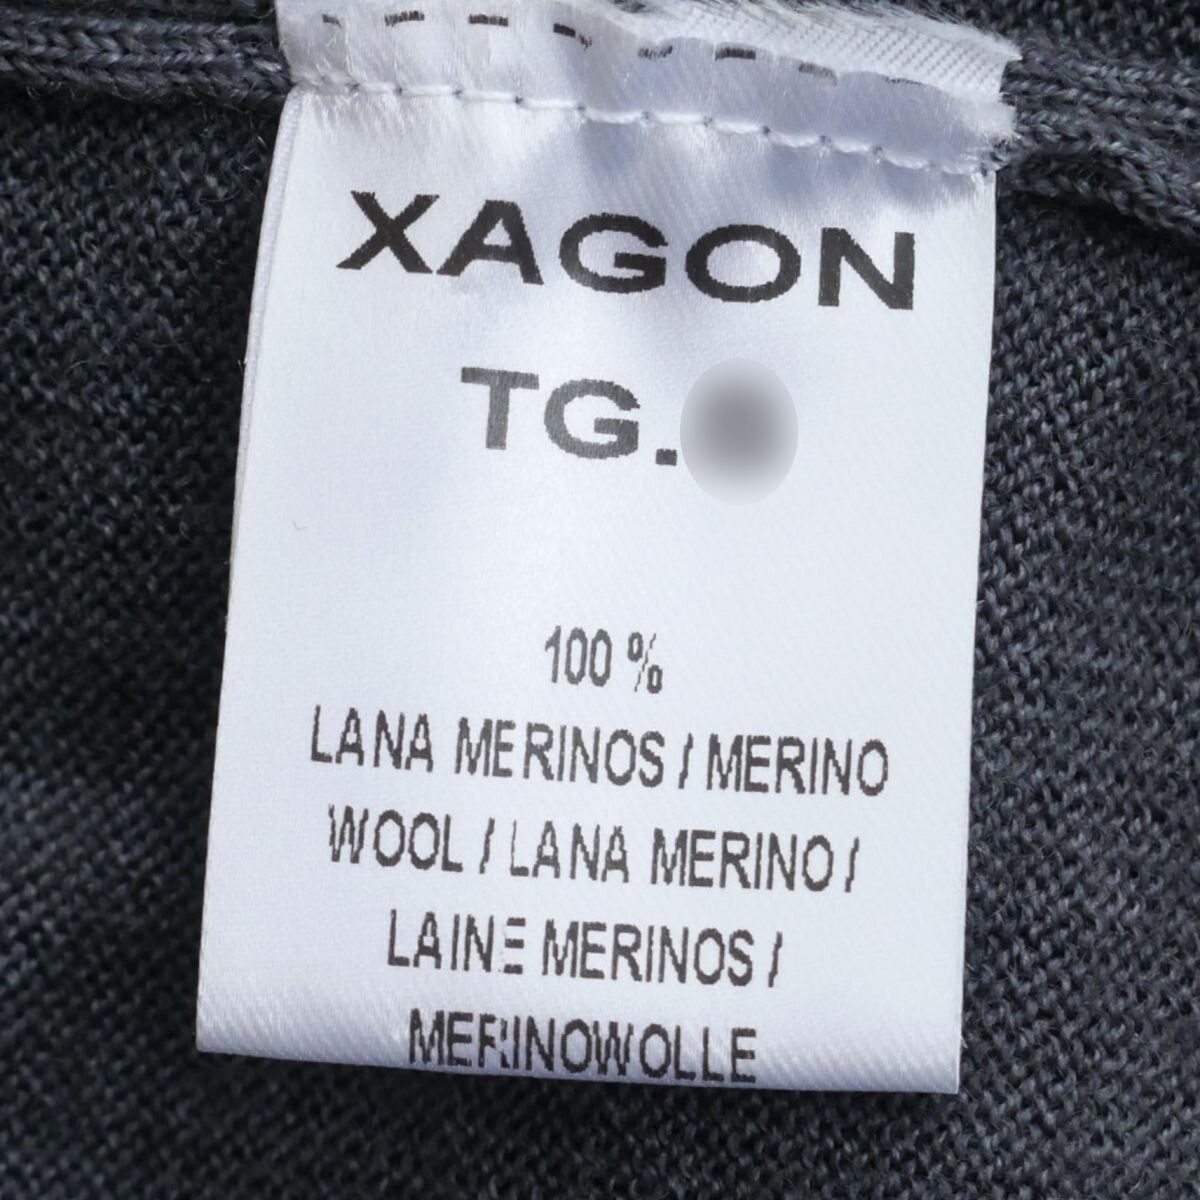 XAGON
TG.
100 %
LANA MERINOS / MERINO
WOOL / LANA MERINO /
LAINE MERINOS /
MERINOWOLLE